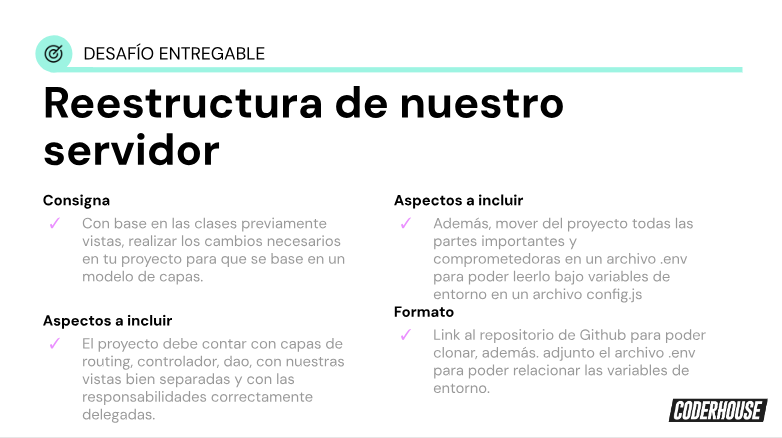 DESAFÍO ENTREGABLE
Reestructura de nuestro
servidor
Consigna
✓ Con base en las clases previamente
vistas, realizar los cambios necesarios
en tu proyecto para que se base en un
modelo de capas.
Aspectos a incluir
✓ El proyecto debe contar con capas de
routing, controlador, dao, con nuestras
vistas bien separadas y con las
responsabilidades correctamente
delegadas.
Aspectos a incluir
✓ Además, mover del proyecto todas las
partes importantes y
comprometedoras en un archivo .env
para poder leerlo bajo variables de
entorno en un archivo config.js
Formato
✓ Link al repositorio de Github para poder
clonar, además. adjunto el archivo .env
para poder relacionar las variables de
entorno.
CODERHOUSE